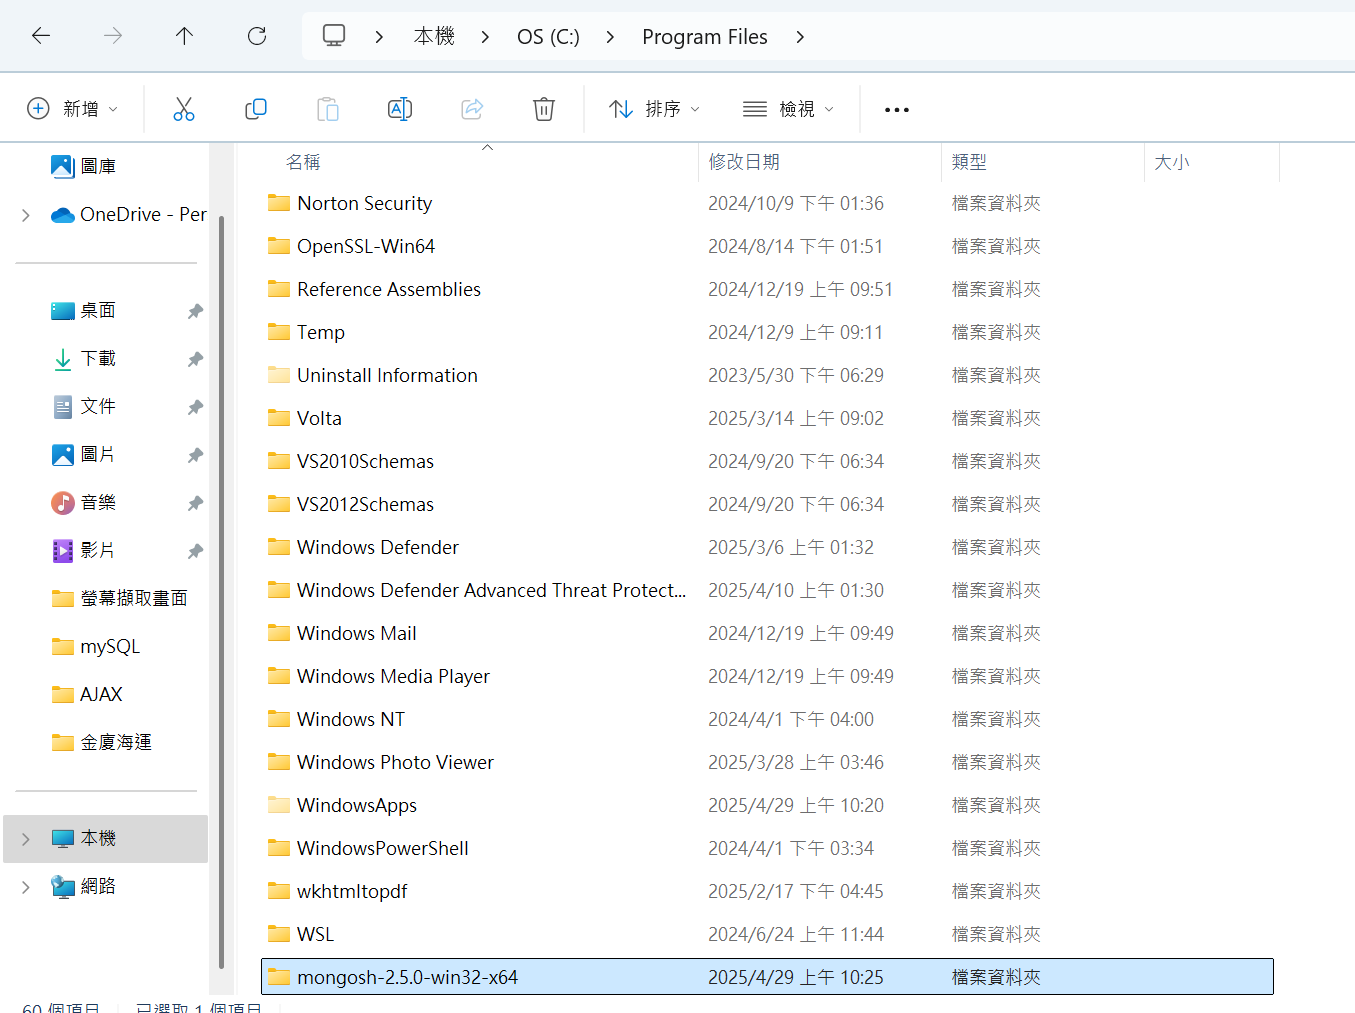 本機 OS (C:) Program Files
新增 排序 檢視
圖庫
OneDrive - Per
桌面
下載
文件
圖片
音樂
影片
螢幕擷取畫面
mySQL
AJAX
金廈海運
本機
網路
名稱 修改日期 類型 大小
Norton Security 2024/10/9 下午 01:36 檔案資料夾
OpenSSL-Win64 2024/8/14 下午 01:51 檔案資料夾
Reference Assemblies 2024/12/19 上午 09:51 檔案資料夾
Temp 2024/12/9 上午 09:11 檔案資料夾
Uninstall Information 2023/5/30 下午 06:29 檔案資料夾
Volta 2025/3/14 下午 09:02 檔案資料夾
VS2010Schemas 2024/9/20 下午 06:34 檔案資料夾
VS2012Schemas 2024/9/20 下午 06:34 檔案資料夾
Windows Defender 2025/3/6 上午 01:32 檔案資料夾
Windows Defender Advanced Threat Protect... 2025/4/10 上午 01:30 檔案資料夾
Windows Mail 2024/12/19 上午 09:49 檔案資料夾
Windows Media Player 2024/12/19 上午 09:49 檔案資料夾
Windows NT 2024/4/1 下午 04:00 檔案資料夾
Windows Photo Viewer 2025/3/28 上午 03:46 檔案資料夾
WindowsApps 2025/4/29 上午 10:20 檔案資料夾
WindowsPowerShell 2024/4/1 下午 03:34 檔案資料夾
wkhtmltopdf 2025/2/17 下午 04:45 檔案資料夾
WSL 2024/6/24 上午 11:44 檔案資料夾
mongosh-2.5.0-win32-x64 2025/4/29 上午 10:25 檔案資料夾
60 個項目 已選取 1 個項目